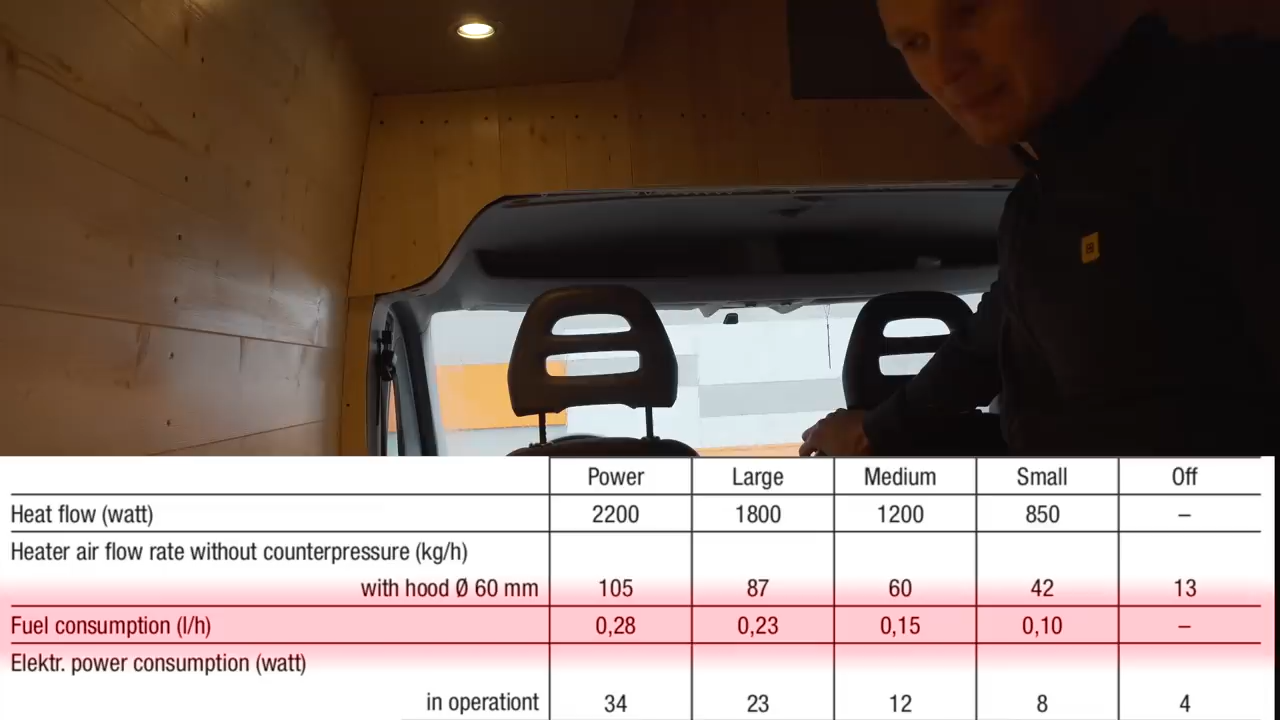 Power Large Medium Small Off
Heat flow (watt) 2200 1800 1200 850 –
Heater air flow rate without counterpressure (kg/h)
with hood Ø 60 mm 105 87 60 42 13
Fuel consumption (l/h) 0,28 0,23 0,15 0,10 –
Elektr. power consumption (watt)
in operationt 34 23 12 8 4